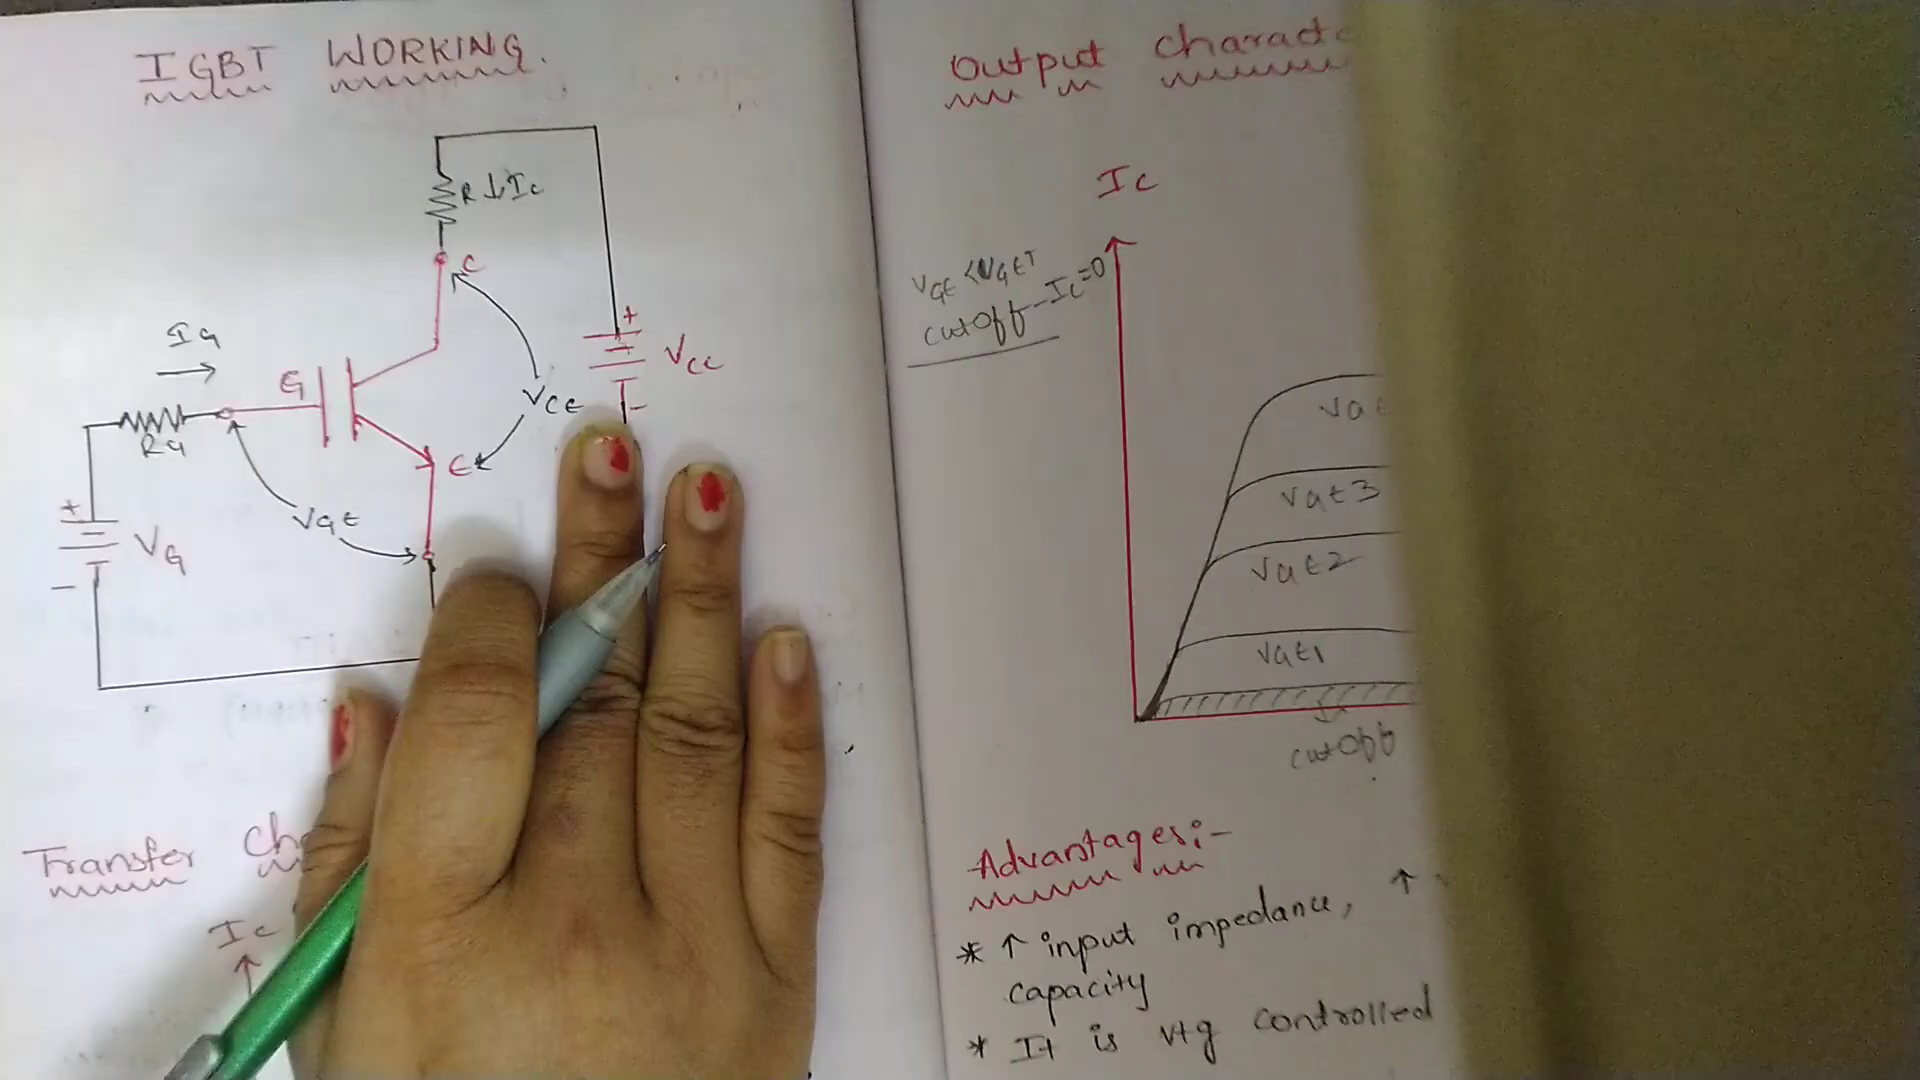 IGBT WORKING.
R ↓Ic
C
IG
→
G
+
VCC
VCE
-
RG
E
VGE
+
VG
-
Transfer
Ic
Output
Ic
VGE < VGET
cutoff - Ic=0
VGE3
VGE2
VGE1
cutoff
Advantages:-
* ↑ input impedance, ↑
capacity
* It is vtg controlled